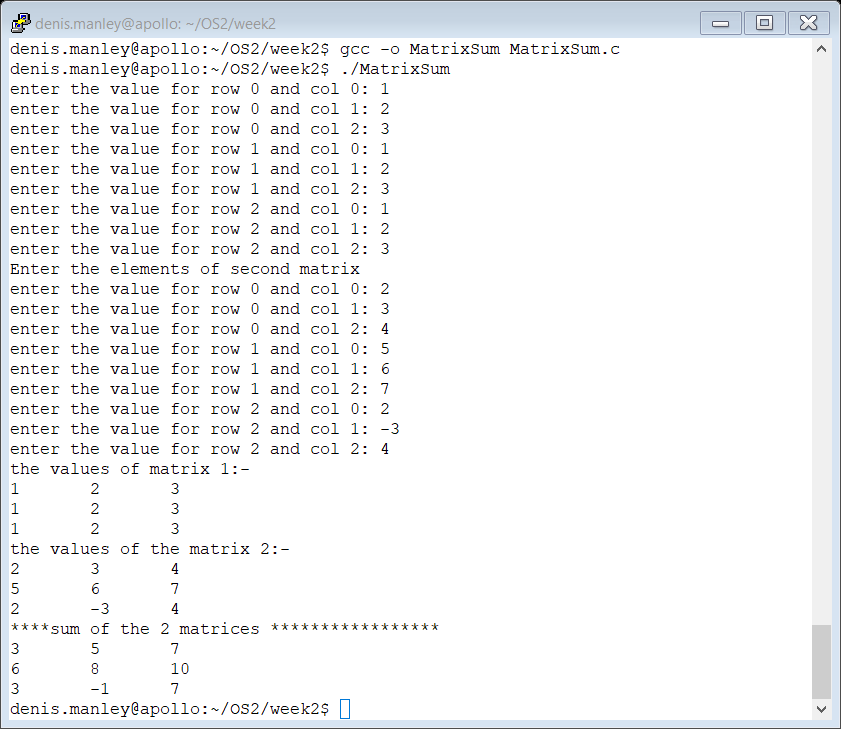 denis.manley@apollo: ~/OS2/week2
denis.manley@apollo:~/OS2/week2$ gcc -o MatrixSum MatrixSum.c
denis.manley@apollo:~/OS2/week2$ ./MatrixSum
enter the value for row 0 and col 0: 1
enter the value for row 0 and col 1: 2
enter the value for row 0 and col 2: 3
enter the value for row 1 and col 0: 1
enter the value for row 1 and col 1: 2
enter the value for row 1 and col 2: 3
enter the value for row 2 and col 0: 1
enter the value for row 2 and col 1: 2
enter the value for row 2 and col 2: 3
Enter the elements of second matrix
enter the value for row 0 and col 0: 2
enter the value for row 0 and col 1: 3
enter the value for row 0 and col 2: 4
enter the value for row 1 and col 0: 5
enter the value for row 1 and col 1: 6
enter the value for row 1 and col 2: 7
enter the value for row 2 and col 0: 2
enter the value for row 2 and col 1: -3
enter the value for row 2 and col 2: 4
the values of matrix 1:-
1       2       3
1       2       3
1       2       3
the values of the matrix 2:-
2       3       4
5       6       7
2       -3      4
****sum of the 2 matrices *****************
3       5       7
6       8       10
3       -1      7
denis.manley@apollo:~/OS2/week2$